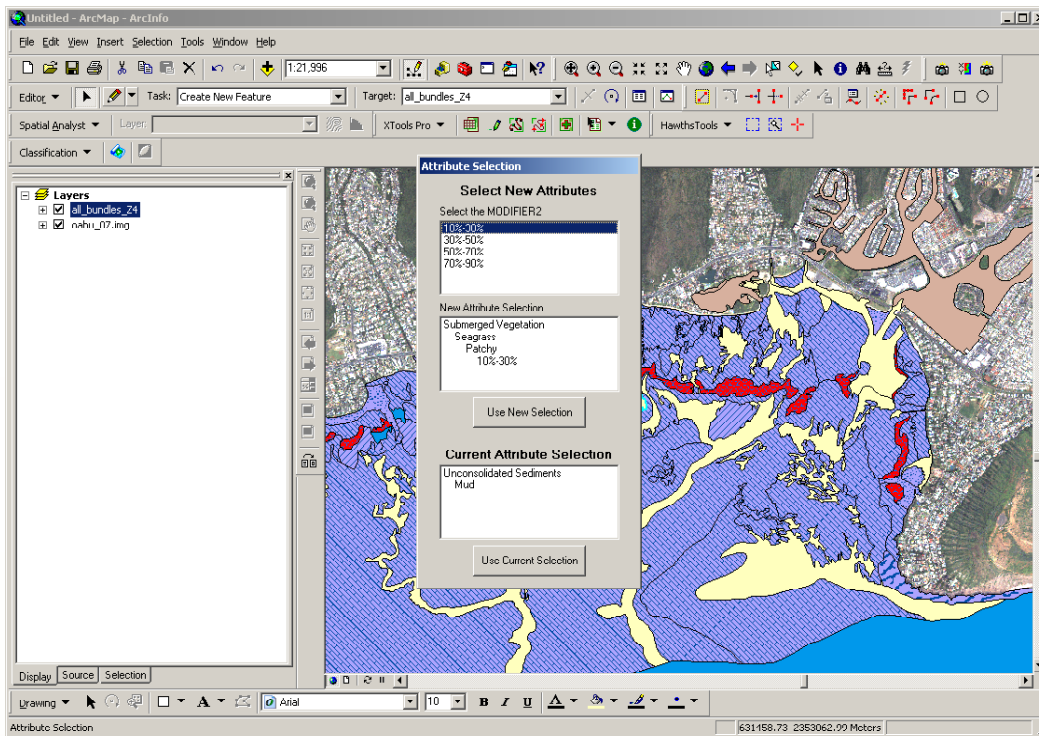 Untitled - ArcMap - ArcInfo
File Edit View Insert Selection Tools Window Help
1:21,996
Editor Task: Create New Feature Target: all_bundles_Z4
Spatial Analyst Layer: XTools Pro HawthsTools
Classification
Layers
all_bundles_Z4
oahu_07.img
Display Source Selection
Attribute Selection
Select New Attributes
Select the MODIFIER2
10%-30%
30%-50%
50%-70%
70%-90%
New Attribute Selection
Submerged Vegetation
Seagrass
Patchy
10%-30%
Use New Selection
Current Attribute Selection
Unconsolidated Sediments
Mud
Use Current Selection
Drawing A Arial 10 B I U A
Attribute Selection
631458.73 2353062.99 Meters